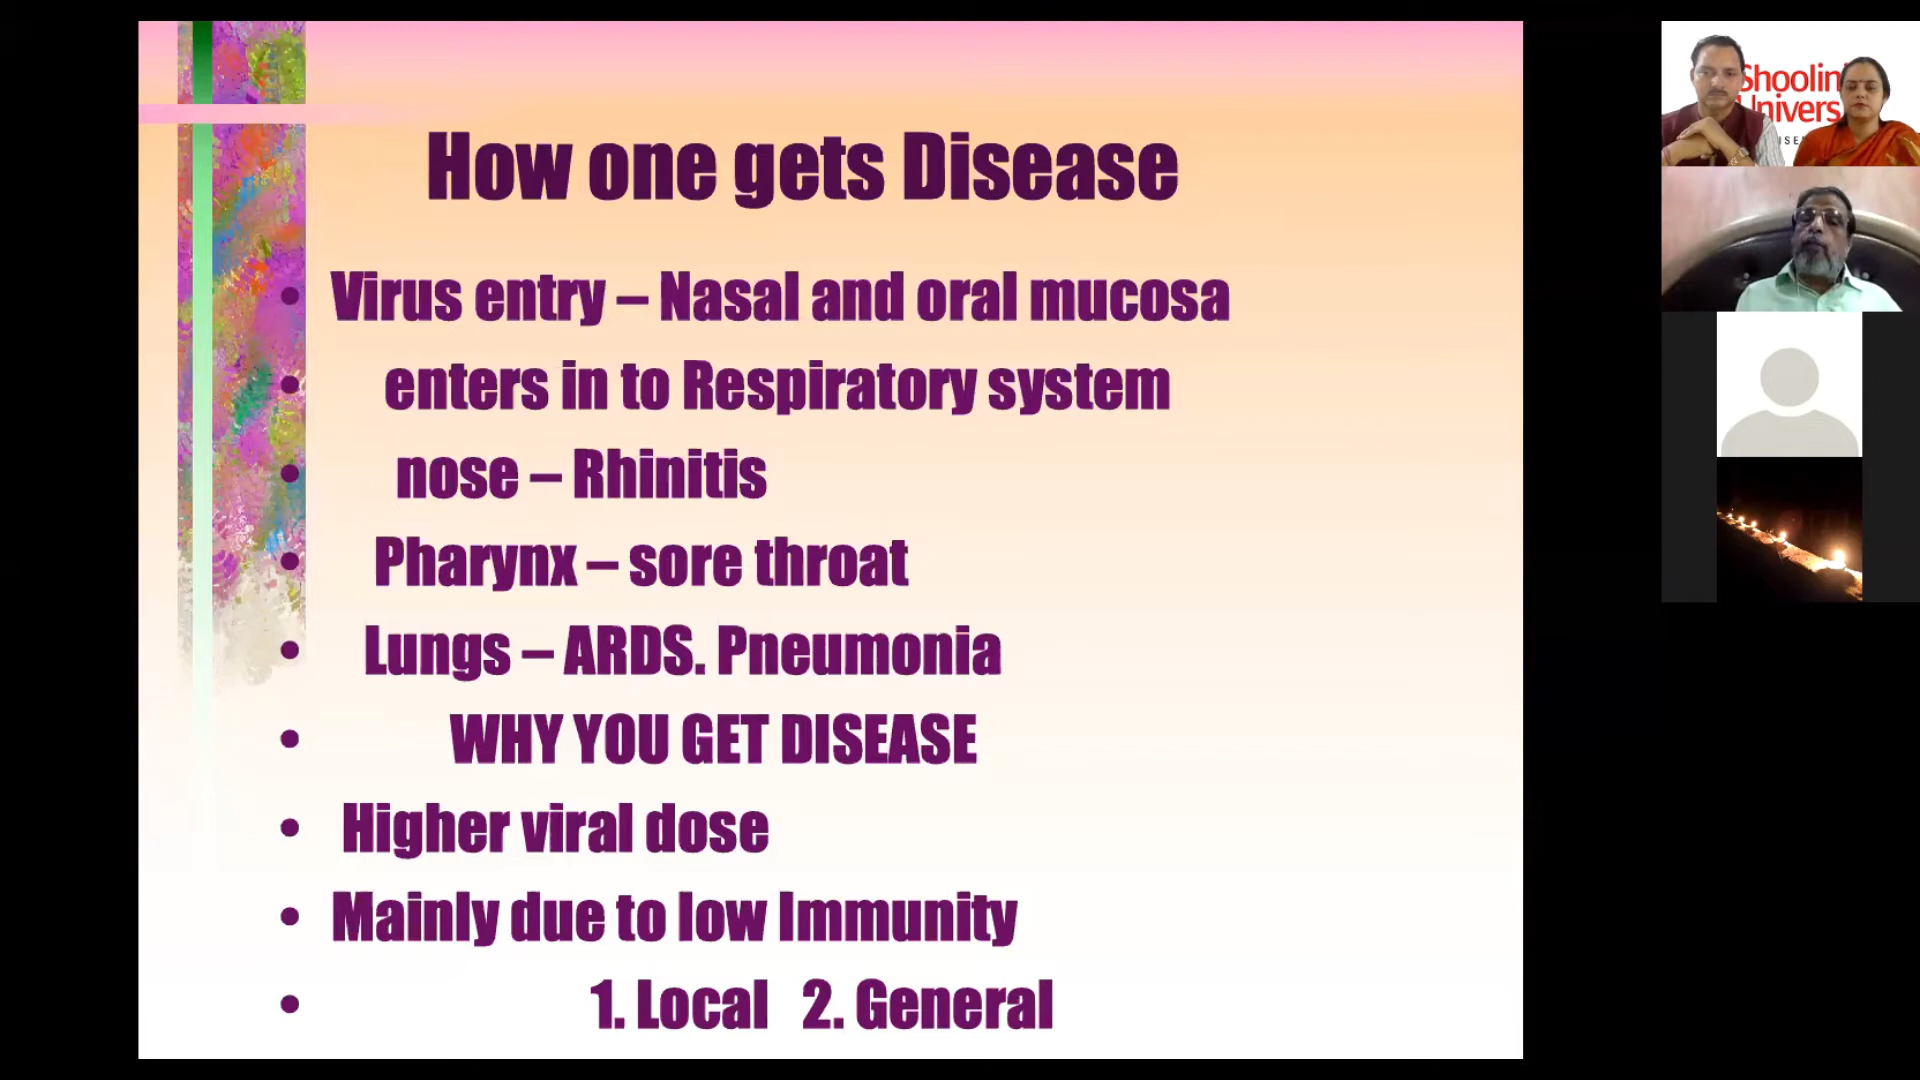 How one gets Disease
• Virus entry – Nasal and oral mucosa
• enters in to Respiratory system
• nose – Rhinitis
• Pharynx – sore throat
• Lungs – ARDS. Pneumonia
• WHY YOU GET DISEASE
• Higher viral dose
• Mainly due to low Immunity
• 1. Local 2. General
Shoolin
Univers